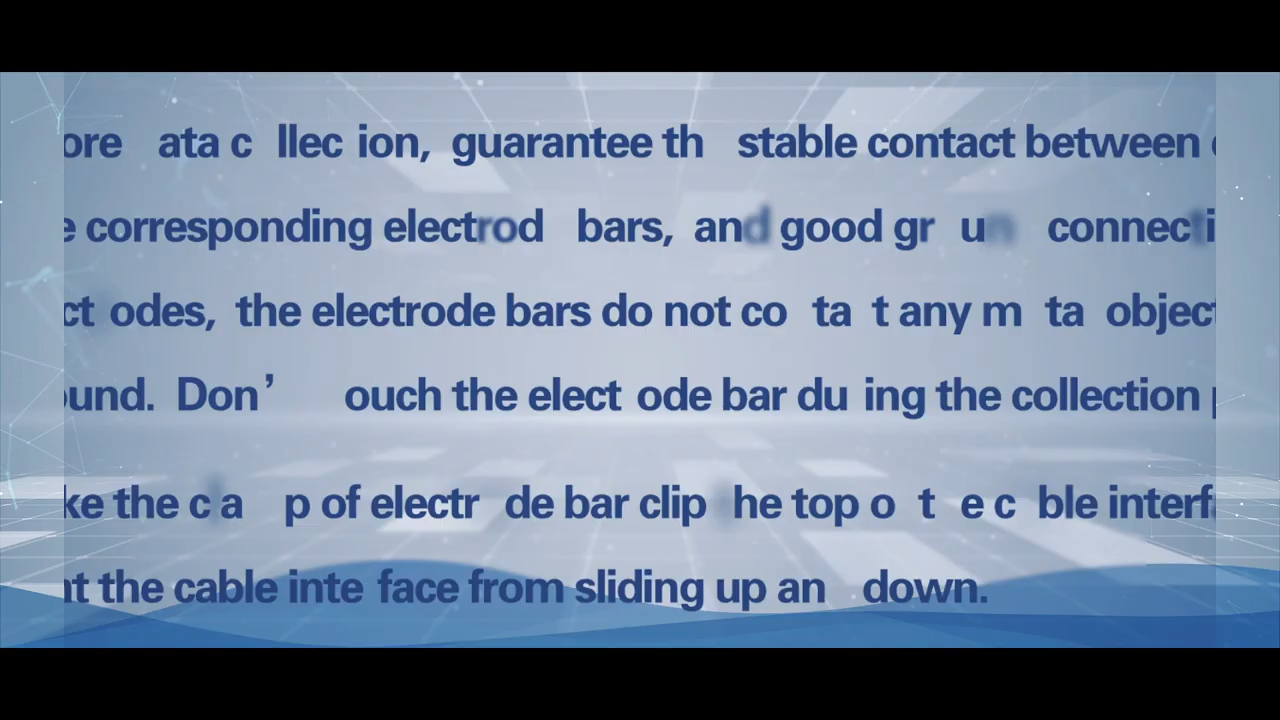 ore ata c llec ion, guarantee th stable contact between
e corresponding electrod bars, and good gr un connecti
ct odes, the electrode bars do not co ta t any m ta object
ound. Don’ ouch the elect ode bar du ing the collection
ke the c a p of electr de bar clip he top o t e c ble interf
nt the cable inte face from sliding up an down.